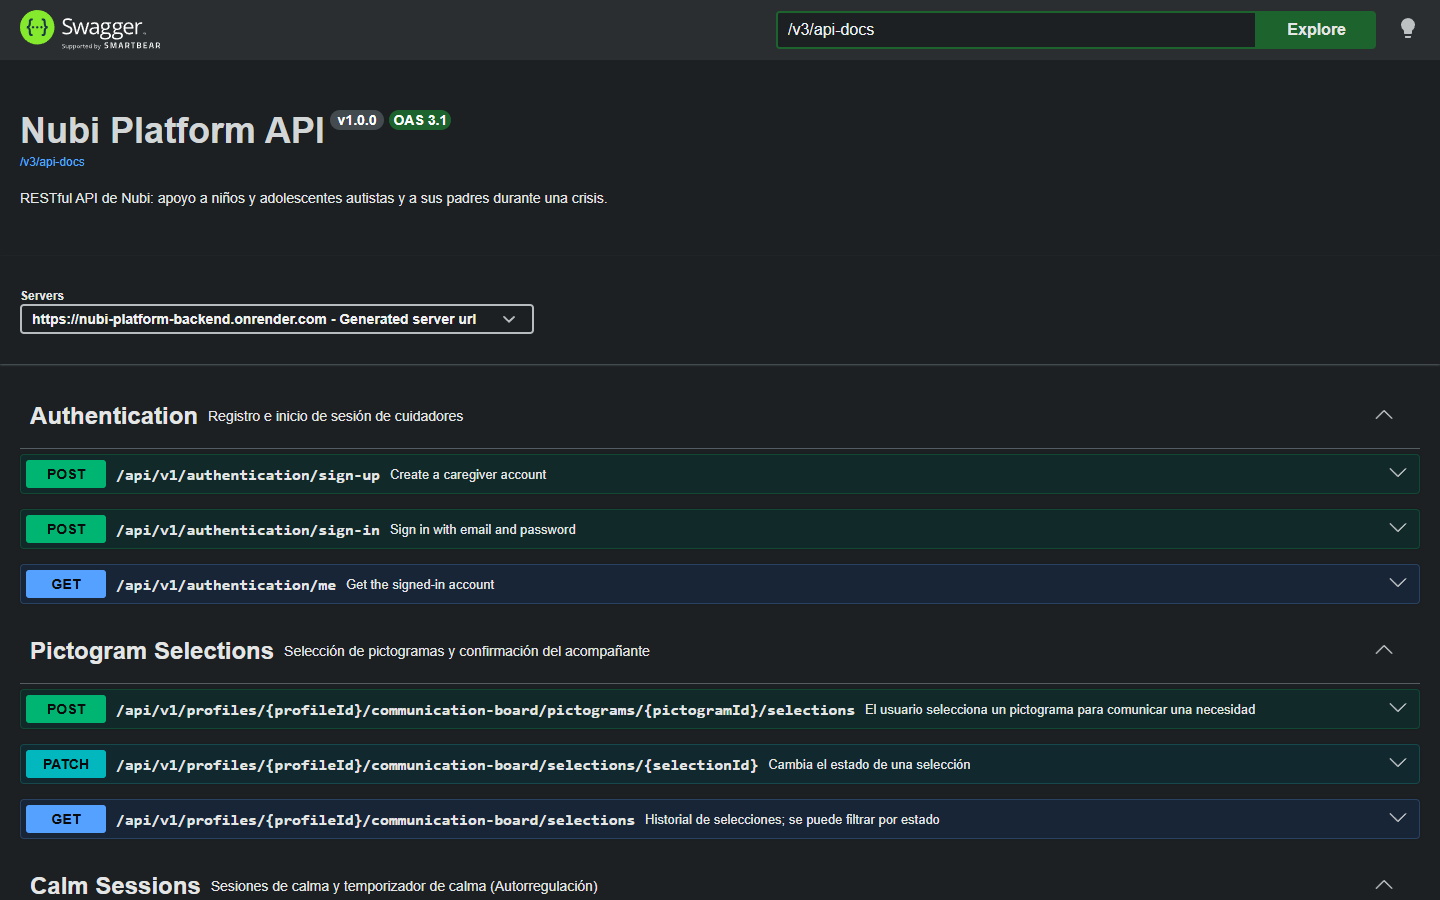 Swagger
Supported by SMARTBEAR
/v3/api-docs
Explore
Nubi Platform API v1.0.0 OAS 3.1
/v3/api-docs
RESTful API de Nubi: apoyo a niños y adolescentes autistas y a sus padres durante una crisis.
Servers
https://nubi-platform-backend.onrender.com - Generated server url
Authentication Registro e inicio de sesión de cuidadores
POST /api/v1/authentication/sign-up Create a caregiver account
POST /api/v1/authentication/sign-in Sign in with email and password
GET /api/v1/authentication/me Get the signed-in account
Pictogram Selections Selección de pictogramas y confirmación del acompañante
POST /api/v1/profiles/{profileId}/communication-board/pictograms/{pictogramId}/selections El usuario selecciona un pictograma para comunicar una necesidad
PATCH /api/v1/profiles/{profileId}/communication-board/selections/{selectionId} Cambia el estado de una selección
GET /api/v1/profiles/{profileId}/communication-board/selections Historial de selecciones; se puede filtrar por estado
Calm Sessions Sesiones de calma y temporizador de calma (Autorregulación)